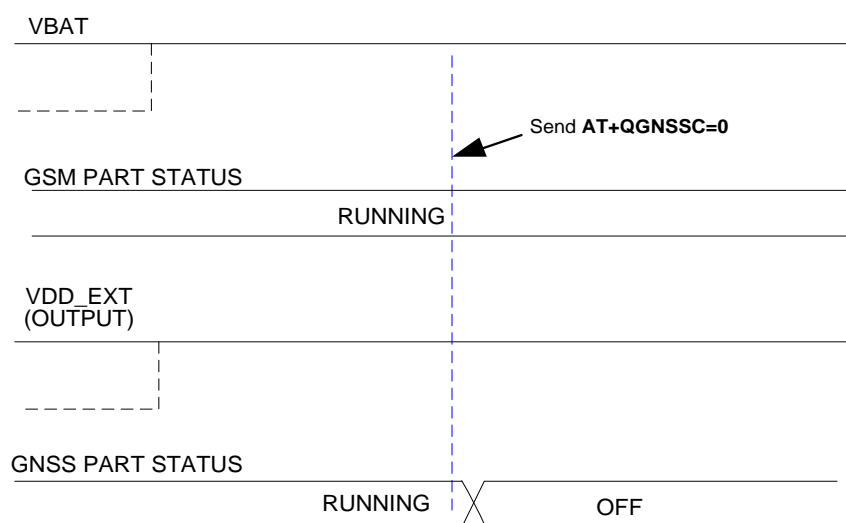 VBAT
Send AT+QGNSSC=0
GSM PART STATUS
RUNNING
VDD_EXT
(OUTPUT)
GNSS PART STATUS
RUNNING
OFF